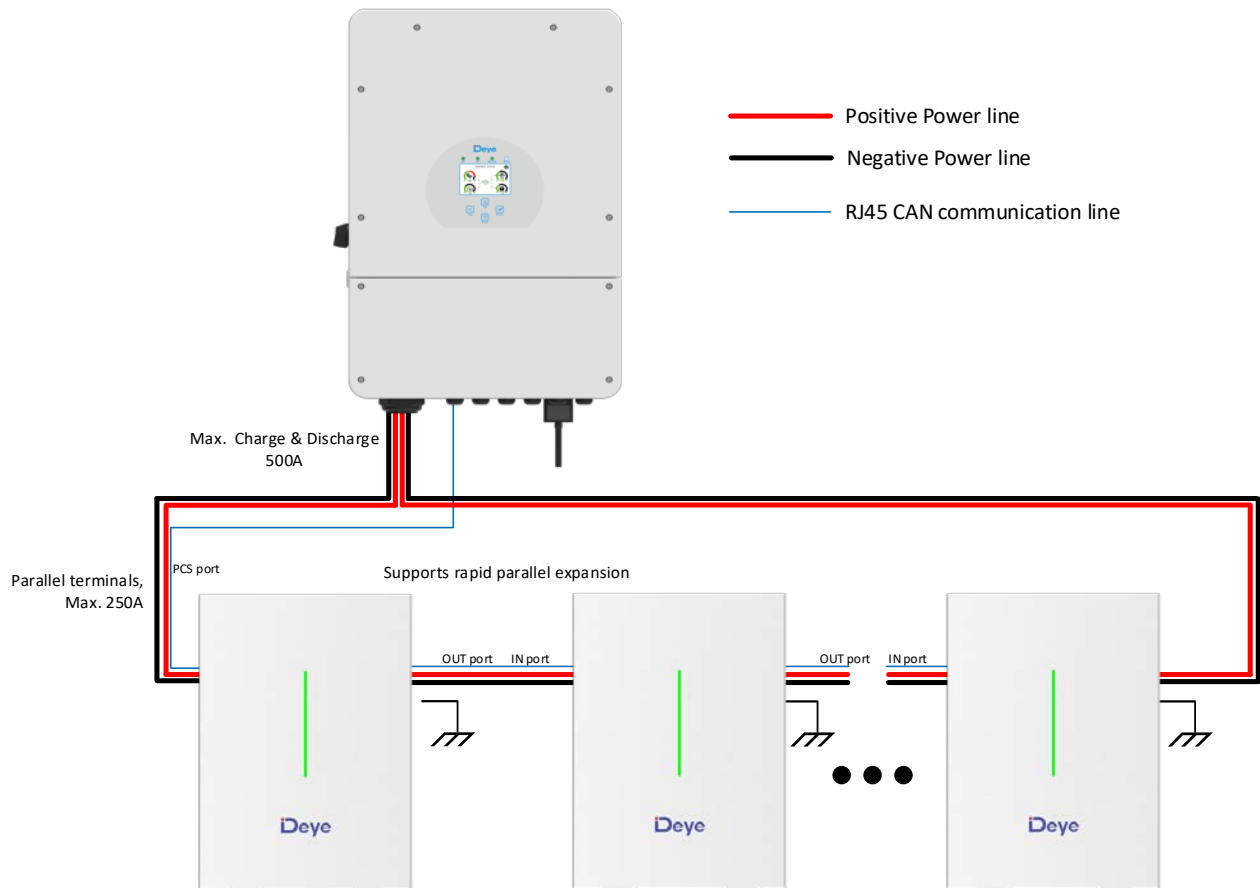 Deye
Positive Power line
Negative Power line
RJ45 CAN communication line
Max. Charge & Discharge
500A
Parallel terminals,
Max. 250A
PCS port
Supports rapid parallel expansion
OUT port
IN port
OUT port
IN port
Deye
Deye
Deye